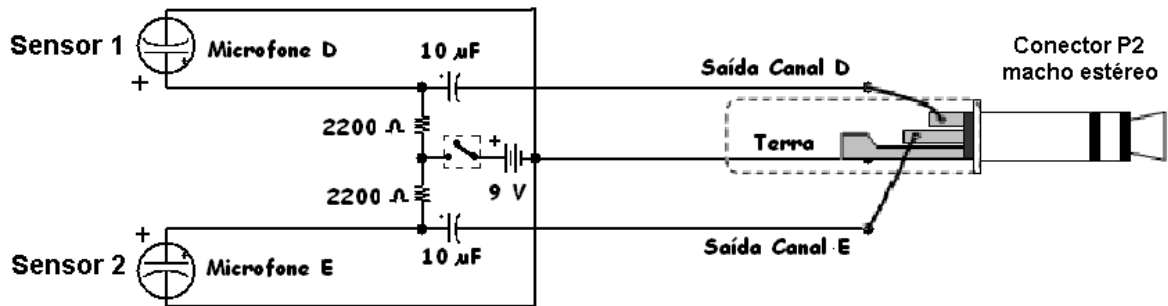 Sensor 1
Microfone D
10 µF
Saída Canal D
Conector P2
macho estéreo
2200 Ω
Terra
9 V
2200 Ω
10 µF
Saída Canal E
Sensor 2
Microfone E